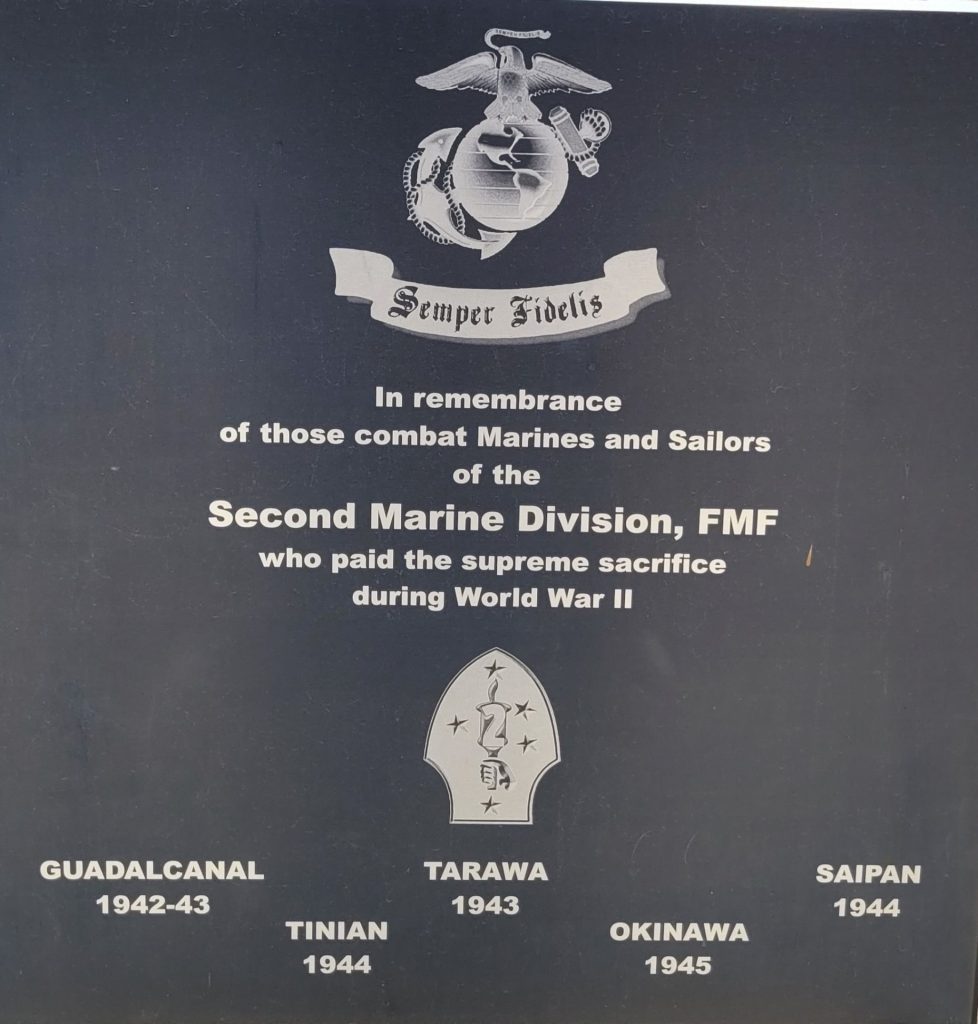 Semper Fidelis
In remembrance
of those combat Marines and Sailors
of the
Second Marine Division, FMF
who paid the supreme sacrifice
during World War II
2
GUADALCANAL
1942-43
TARAWA
1943
SAIPAN
1944
TINIAN
1944
OKINAWA
1945